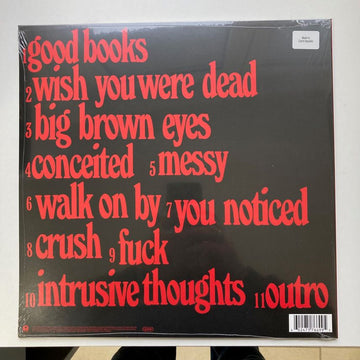 1 good books
2 wish you were dead
3 big brown eyes
4 conceited 5 messy
6 walk on by 7 you noticed
8 crush 9 fuck
10 intrusive thoughts 11 outro